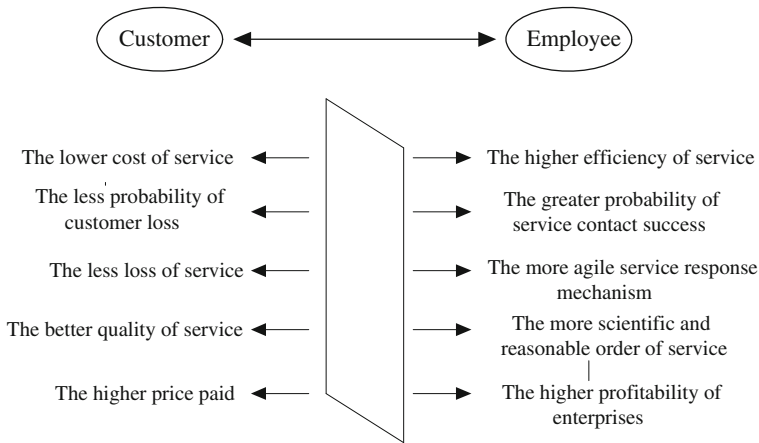 Customer
Employee
The lower cost of service
The higher efficiency of service
The less probability of
customer loss
The greater probability of
service contact success
The less loss of service
The more agile service response
mechanism
The better quality of service
The more scientific and
reasonable order of service
The higher price paid
The higher profitability of
enterprises